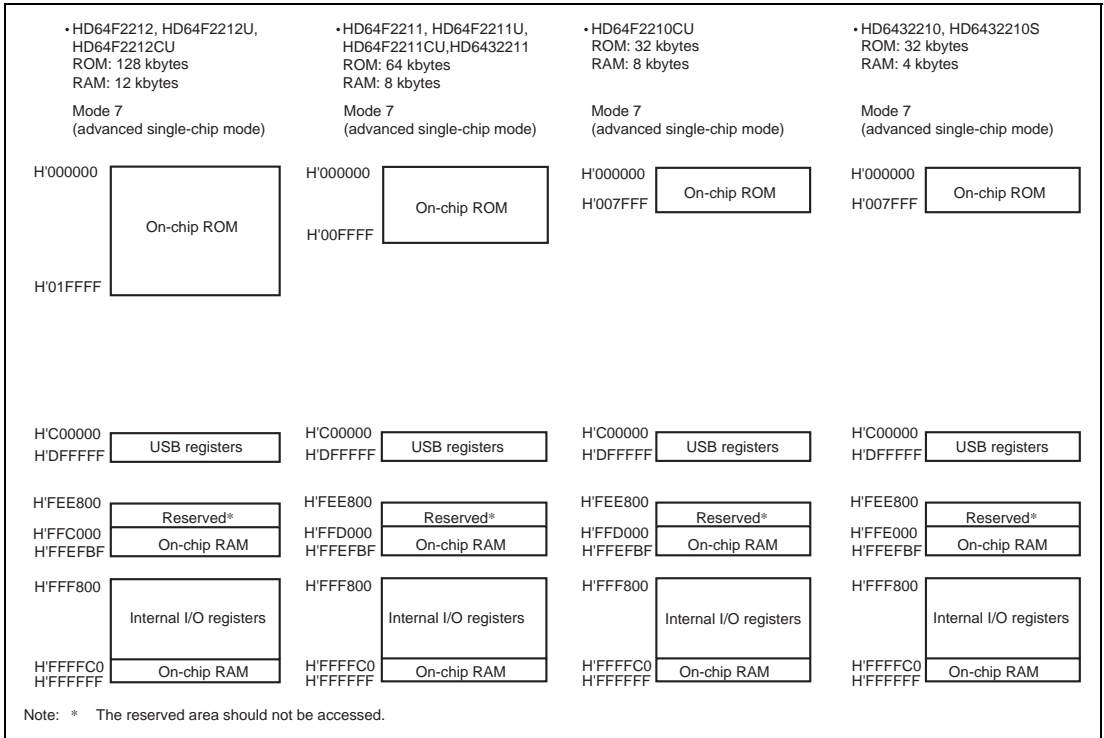 • HD64F2212, HD64F2212U,
HD64F2212CU
ROM: 128 kbytes
RAM: 12 kbytes
Mode 7
(advanced single-chip mode)
H'000000
On-chip ROM
H'01FFFF
H'C00000
USB registers
H'DFFFFF
H'FEE800
Reserved*
H'FFC000
On-chip RAM
H'FFEFBF
H'FFF800
Internal I/O registers
H'FFFFC0
On-chip RAM
H'FFFFFF
• HD64F2211, HD64F2211U,
HD64F2211CU,HD6432211
ROM: 64 kbytes
RAM: 8 kbytes
Mode 7
(advanced single-chip mode)
H'000000
On-chip ROM
H'00FFFF
H'C00000
USB registers
H'DFFFFF
H'FEE800
Reserved*
H'FFD000
On-chip RAM
H'FFEFBF
H'FFF800
Internal I/O registers
H'FFFFC0
On-chip RAM
H'FFFFFF
• HD64F2210CU
ROM: 32 kbytes
RAM: 8 kbytes
Mode 7
(advanced single-chip mode)
H'000000
On-chip ROM
H'007FFF
H'C00000
USB registers
H'DFFFFF
H'FEE800
Reserved*
H'FFD000
On-chip RAM
H'FFEFBF
H'FFF800
Internal I/O registers
H'FFFFC0
On-chip RAM
H'FFFFFF
• HD6432210, HD6432210S
ROM: 32 kbytes
RAM: 4 kbytes
Mode 7
(advanced single-chip mode)
H'000000
On-chip ROM
H'007FFF
H'C00000
USB registers
H'DFFFFF
H'FEE800
Reserved*
H'FFE000
On-chip RAM
H'FFEFBF
H'FFF800
Internal I/O registers
H'FFFFC0
On-chip RAM
H'FFFFFF
Note: * The reserved area should not be accessed.